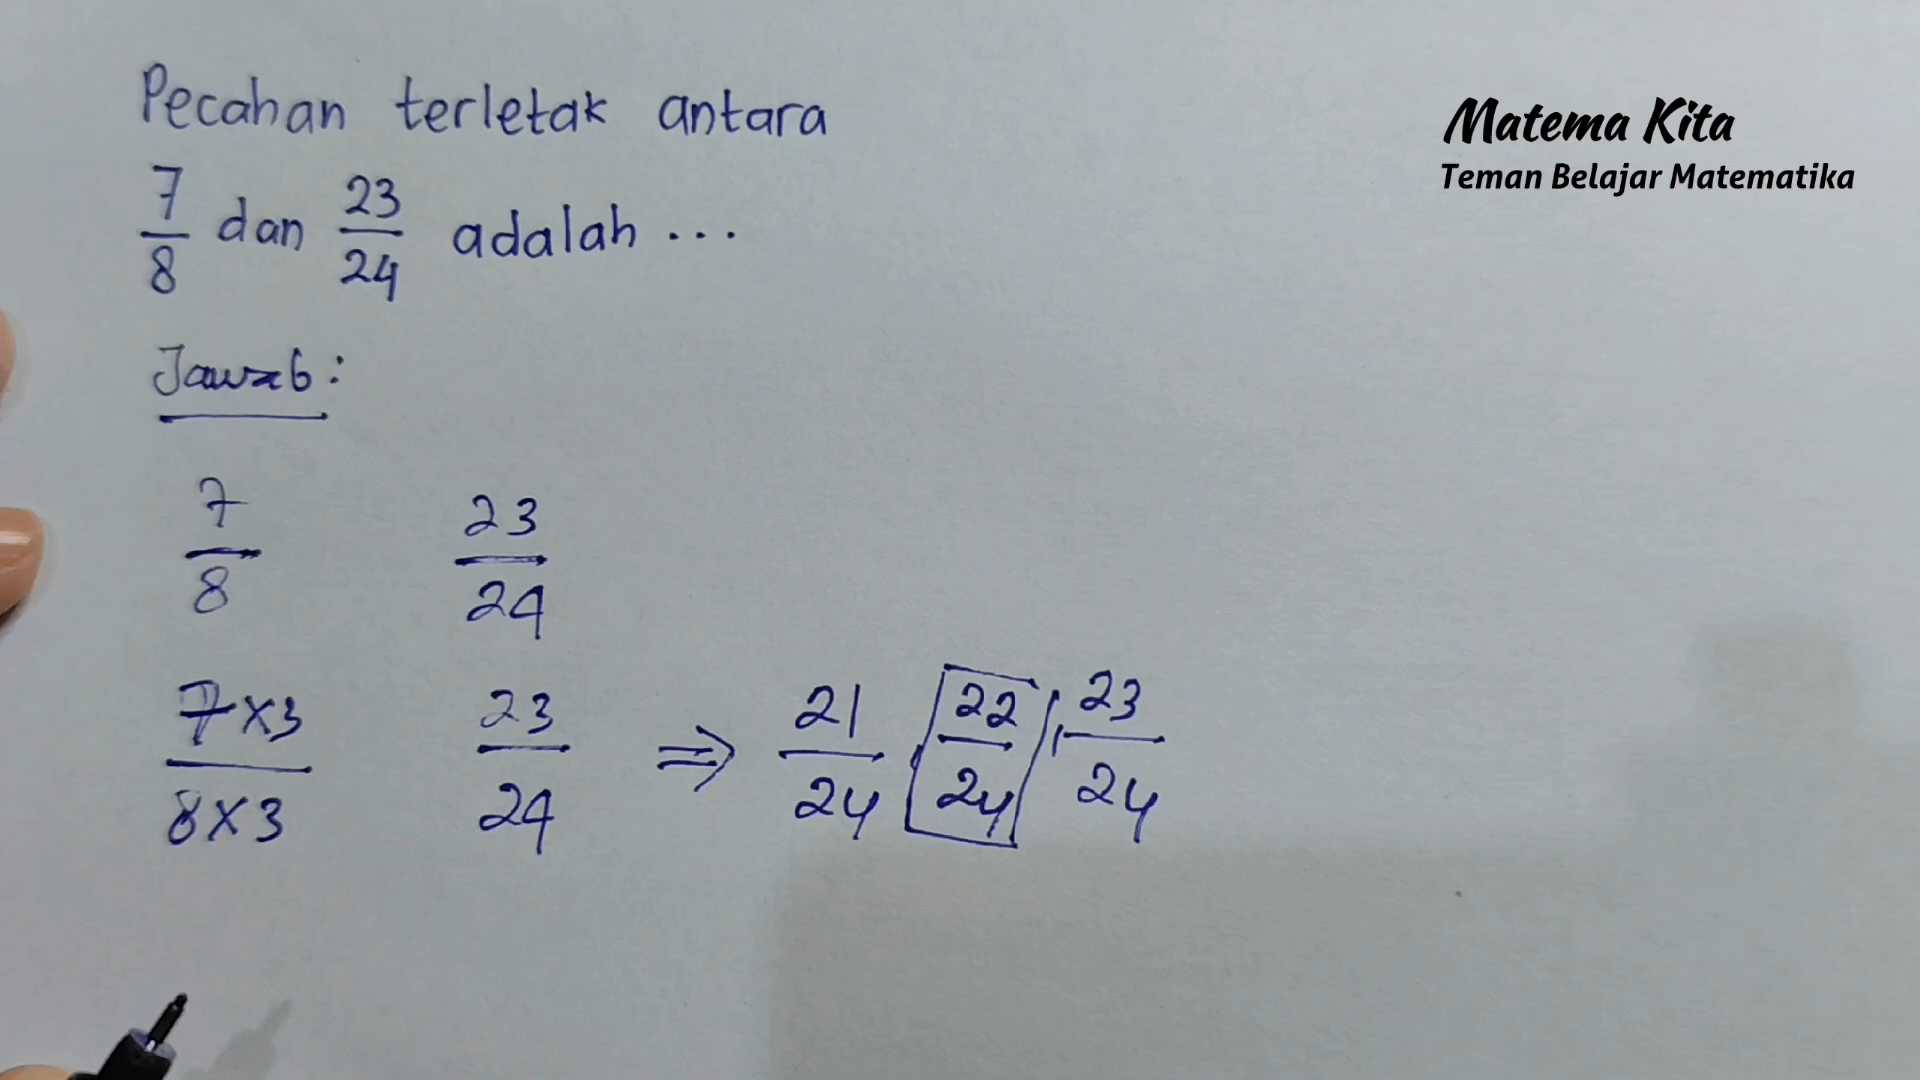 Pecahan terletak antara
7/8 dan 23/24 adalah ...
Matema Kita
Teman Belajar Matematika
Jawab:
7/8 23/24
7x3/8x3 23/24 ⇒ 21/24, 22/24, 23/24